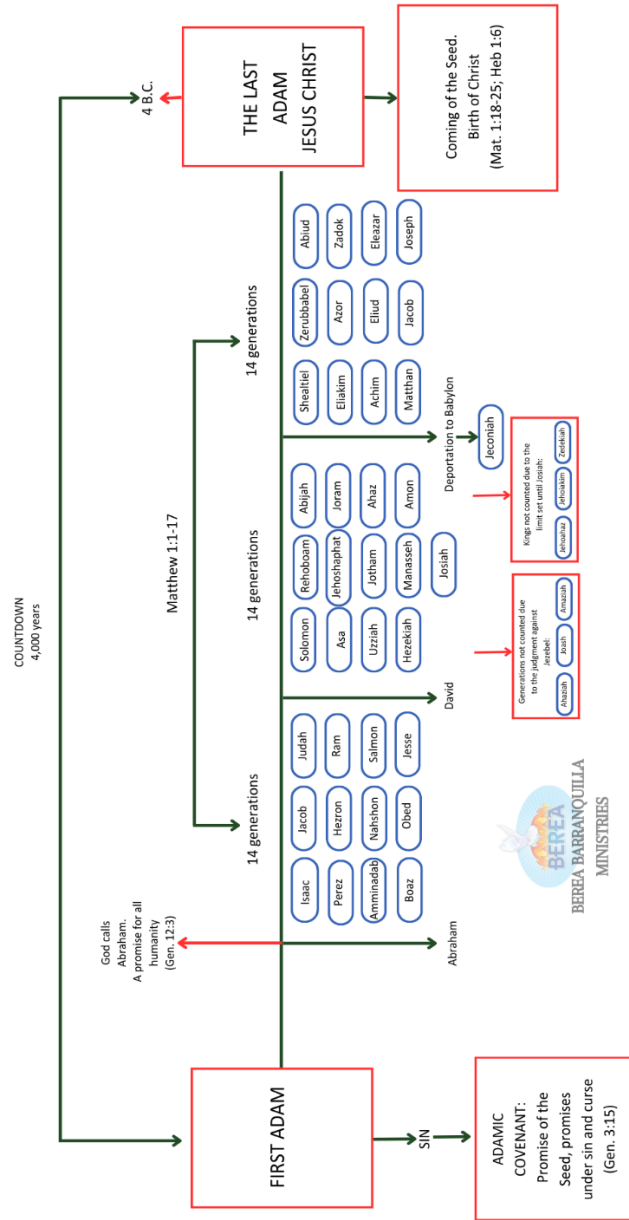 COUNTDOWN
4,000 years
4 B.C.
Matthew 1:1-17
God calls
Abraham.
A promise for all
humanity
(Gen. 12:3)
14 generations
14 generations
14 generations
FIRST ADAM
THE LAST
ADAM
JESUS CHRIST
Isaac
Jacob
Judah
Perez
Hezron
Ram
Amminadab
Nahshon
Salmon
Boaz
Obed
Jesse
Solomon
Rehoboam
Abijah
Asa
Jehoshaphat
Joram
Uzziah
Jotham
Ahaz
Hezekiah
Manasseh
Amon
Josiah
Shealtiel
Zerubbabel
Abiud
Eliakim
Azor
Zadok
Achim
Eliud
Eleazar
Matthan
Jacob
Joseph
SIN
Abraham
David
Deportation to Babylon
Jeconiah
ADAMIC
COVENANT:
Promise of the
Seed, promises
under sin and curse
(Gen. 3:15)
BEREA
BEREA BARRANQUILLA
MINISTRIES
Generations not counted due
to the judgment against
Jezebel:
Ahaziah
Joash
Amaziah
Kings not counted due to the
limit set until Josiah:
Jehoahaz
Jehoiakim
Zedekiah
Coming of the Seed.
Birth of Christ
(Mat. 1:18-25; Heb 1:6)